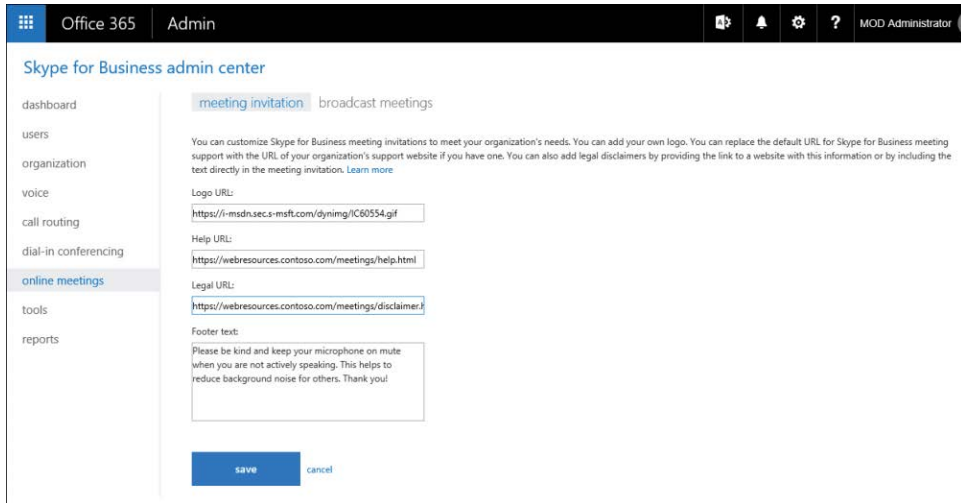 Office 365 Admin ? MOD Administrator
Skype for Business admin center
dashboard
users
organization
voice
call routing
dial-in conferencing
online meetings
tools
reports
meeting invitation broadcast meetings
You can customize Skype for Business meeting invitations to meet your organization's needs. You can add your own logo. You can replace the default URL for Skype for Business meeting
support with the URL of your organization's support website if you have one. You can also add legal disclaimers by providing the link to a website with this information or by including the
text directly in the meeting invitation. Learn more
Logo URL:
https://i-msdn.sec.s-msft.com/dynimg/IC60554.gif
Help URL:
https://webresources.contoso.com/meetings/help.html
Legal URL:
https://webresources.contoso.com/meetings/disclaimer.h
Footer text:
Please be kind and keep your microphone on mute
when you are not actively speaking. This helps to
reduce background noise for others. Thank you!
save cancel